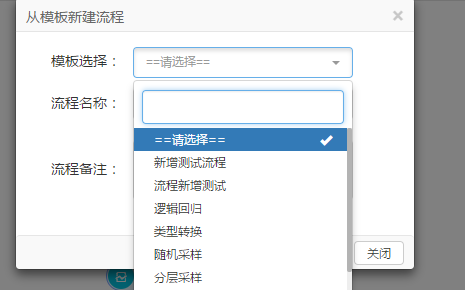 从模板新建流程
模板选择： ==请选择==
流程名称：
==请选择==
新增测试流程
流程备注： 流程新增测试
逻辑回归
类型转换
随机采样 关闭
分层采样